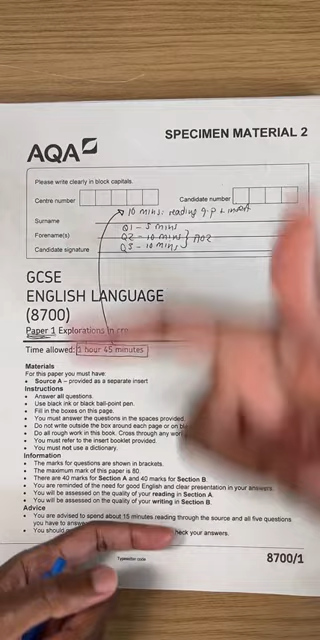 SPECIMEN MATERIAL 2
AQA
Please write clearly in block capitals.
Centre number
Candidate number
10 mins: reading q.p + insert
Surname
Q1 - 5 mins
Forename(s)
Q2 - 10 mins } AO2
Candidate signature
Q3 - 10 mins
GCSE
ENGLISH LANGUAGE
(8700)
Paper 1 Explorations in cre
Time allowed: 1 hour 45 minutes
Materials
For this paper you must have:
• Source A – provided as a separate insert
Instructions
• Answer all questions.
• Use black ink or black ball-point pen.
• Fill in the boxes on this page.
• You must answer the questions in the spaces provided.
• Do not write outside the box around each page or on bl
• Do all rough work in this book. Cross through any wor
• You must refer to the insert booklet provided.
• You must not use a dictionary.
Information
• The marks for questions are shown in brackets.
• The maximum mark of this paper is 80.
• There are 40 marks for Section A and 40 marks for Section B.
• You are reminded of the need for good English and clear presentation in your answers.
• You will be assessed on the quality of your reading in Section A.
• You will be assessed on the quality of your writing in Section B.
Advice
• You are advised to spend about 15 minutes reading through the source and all five questions
you have to answe
• You should check your answers.
Typesetter code
8700/1